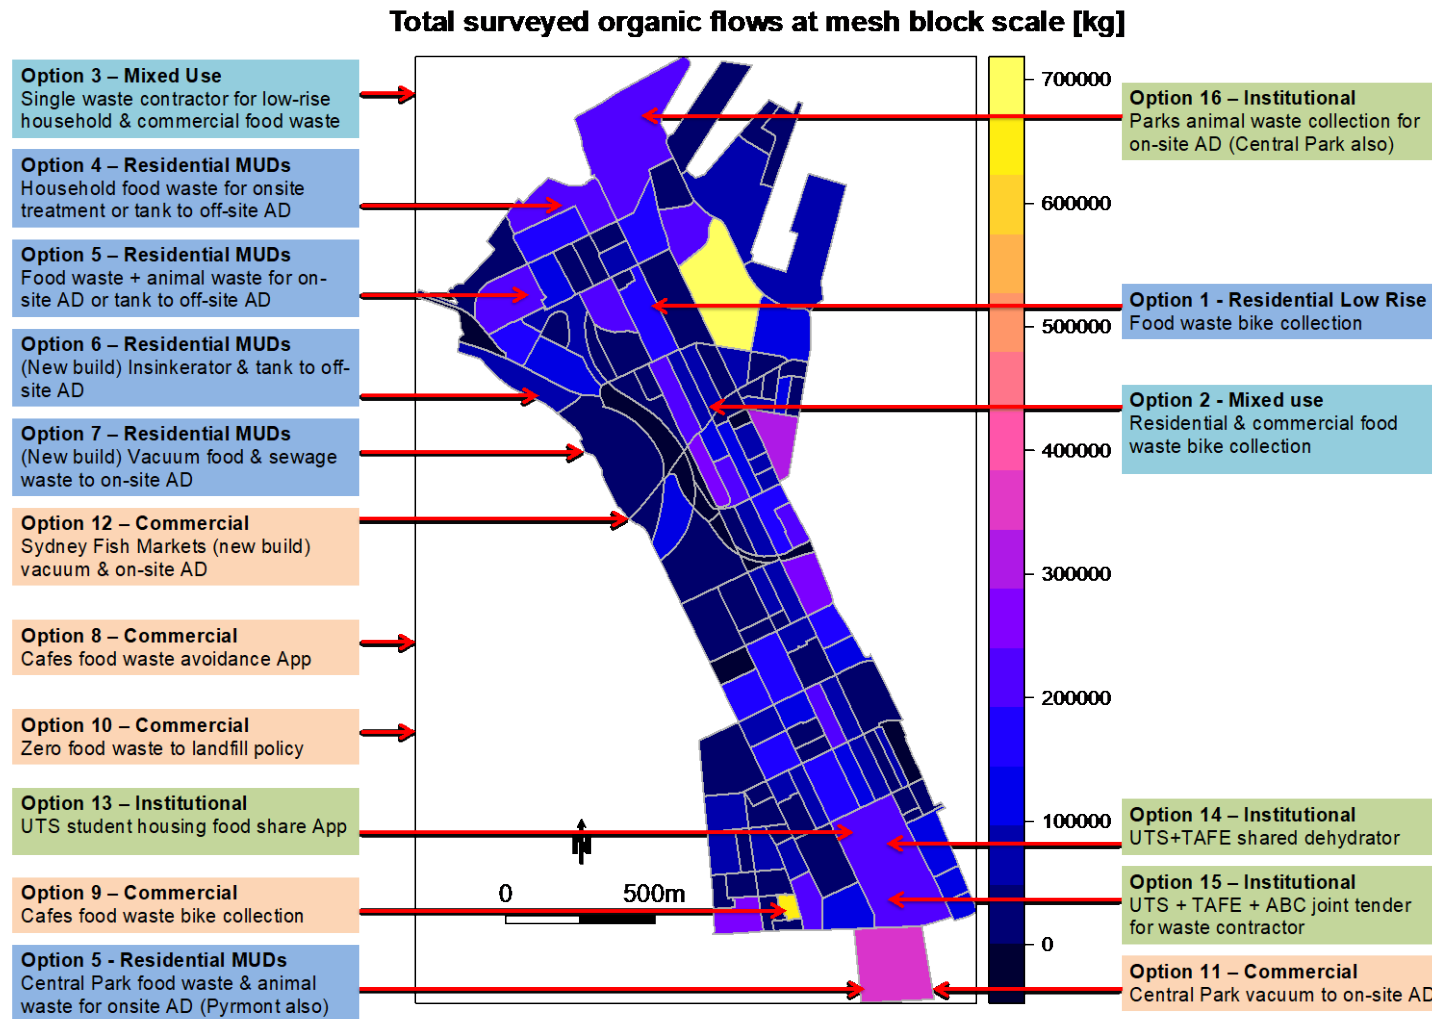 Total surveyed organic flows at mesh block scale [kg]
Option 3 – Mixed Use
Single waste contractor for low-rise
household & commercial food waste
Option 4 – Residential MUDs
Household food waste for onsite
treatment or tank to off-site AD
Option 5 – Residential MUDs
Food waste + animal waste for on-
site AD or tank to off-site AD
Option 6 – Residential MUDs
(New build) Insinkerator & tank to off-
site AD
Option 7 – Residential MUDs
(New build) Vacuum food & sewage
waste to on-site AD
Option 12 – Commercial
Sydney Fish Markets (new build)
vacuum & on-site AD
Option 8 – Commercial
Cafes food waste avoidance App
Option 10 – Commercial
Zero food waste to landfill policy
Option 13 – Institutional
UTS student housing food share App
Option 9 – Commercial
Cafes food waste bike collection
Option 5 - Residential MUDs
Central Park food waste & animal
waste for onsite AD (Pyrmont also)
N
0 500m
700000
600000
500000
400000
300000
200000
100000
0
Option 16 – Institutional
Parks animal waste collection for
on-site AD (Central Park also)
Option 1 - Residential Low Rise
Food waste bike collection
Option 2 - Mixed use
Residential & commercial food
waste bike collection
Option 14 – Institutional
UTS+TAFE shared dehydrator
Option 15 – Institutional
UTS + TAFE + ABC joint tender
for waste contractor
Option 11 – Commercial
Central Park vacuum to on-site AD